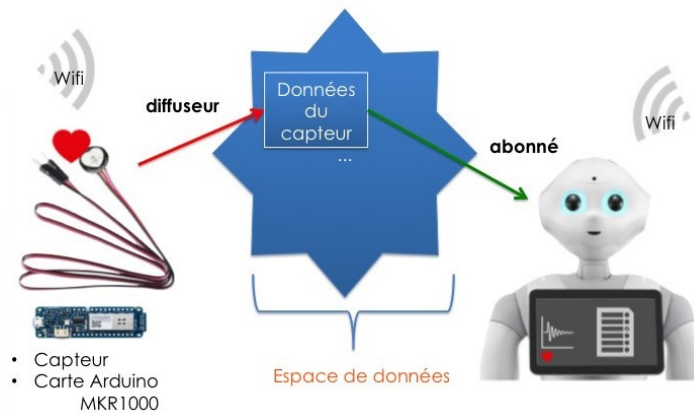 Wifi
diffuseur
Données
du
capteur
...
abonné
Wifi
• Capteur
• Carte Arduino
MKR1000
Espace de données